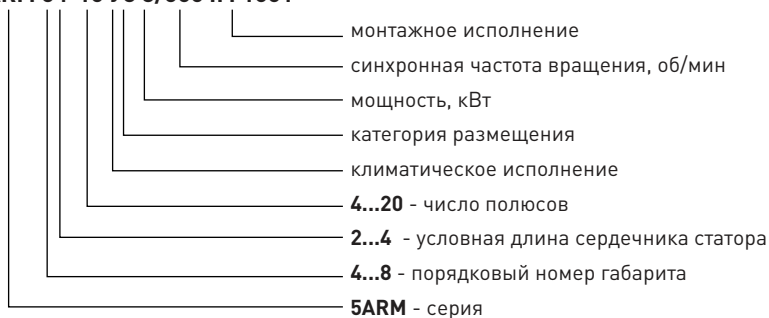 монтажное исполнение
синхронная частота вращения, об/мин
мощность, кВт
категория размещения
климатическое исполнение
4...20 - число полюсов
2...4 - условная длина сердечника статора
4...8 - порядковый номер габарита
5ARM - серия